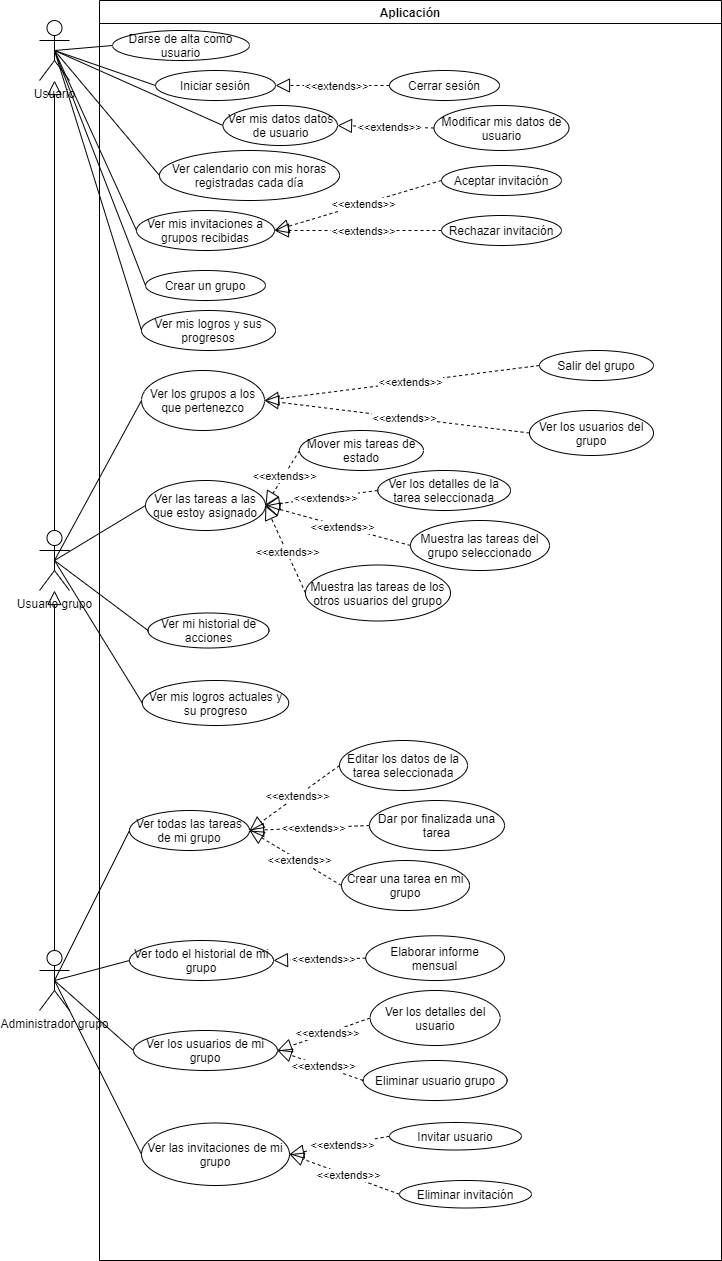 Aplicación
Darse de alta como
usuario
Usuario
Iniciar sesión
<<extends>>
Cerrar sesión
Ver mis datos datos
de usuario
<<extends>>
Modificar mis datos de
usuario
Ver calendario con mis horas
registradas cada día
Aceptar invitación
<<extends>>
Ver mis invitaciones a
grupos recibidas
<<extends>>
Rechazar invitación
Crear un grupo
Ver mis logros y sus
progresos
Salir del grupo
<<extends>>
Ver los grupos a los
que pertenezco
<<extends>>
Ver los usuarios del
grupo
Mover mis tareas de
estado
<<extends>>
Ver los detalles de la
tarea seleccionada
<<extends>>
Ver las tareas a las
que estoy asignado
<<extends>>
Muestra las tareas del
grupo seleccionado
<<extends>>
Muestra las tareas de los
otros usuarios del grupo
Usuario grupo
Ver mi historial de
acciones
Ver mis logros actuales y
su progreso
Editar los datos de la
tarea seleccionada
<<extends>>
Ver todas las tareas
de mi grupo
<<extends>>
Dar por finalizada una
tarea
<<extends>>
Crear una tarea en mi
grupo
Ver todo el historial de mi
grupo
<<extends>>
Elaborar informe
mensual
Administrador grupo
Ver los detalles del
usuario
<<extends>>
Ver los usuarios de mi
grupo
<<extends>>
Eliminar usuario grupo
Invitar usuario
<<extends>>
Ver las invitaciones de mi
grupo
<<extends>>
Eliminar invitación